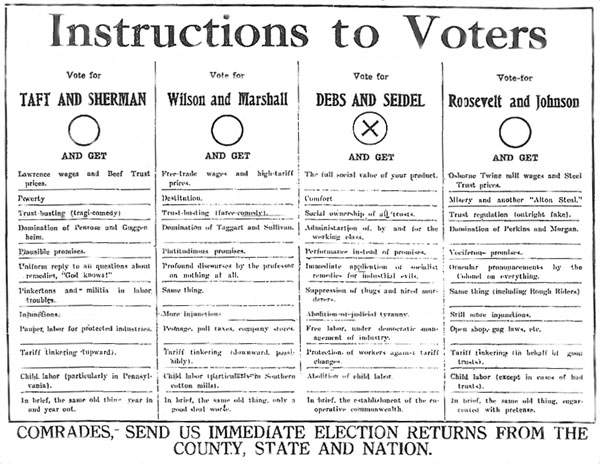 Instructions to Voters
Vote for
TAFT AND SHERMAN
AND GET
Lawrence wages and Beef Trust
prices.
Poverty
Trust-busting (tragi-comedy)
Domination of Penrose and Guggen-
heim.
Plausible promises.
Uniform reply to all questions about
remedies, "God knows!"
Pinkertons and militia in labor
troubles.
Injunctions.
Pauper labor for protected industries.
Tariff tinkering (upward).
Child labor (particularly in Pennsyl-
vania).
In brief, the same old thing year in
and year out.
Vote for
Wilson and Marshall
AND GET
Free-trade wages and high-tariff
prices.
Destitution.
Trust-busting (farce-comedy).
Domination of Taggart and Sullivan.
Platitudinous promises.
Profound discourses by the professor
on nothing at all.
Same thing.
More injunctions
Peonage, poll taxes, company stores.
Tariff tinkering (downward, possi-
bly).
Child labor (particularly in Southern
cotton mills).
In brief, the same old thing, only a
good deal worse.
Vote for
DEBS AND SEIDEL
AND GET
The full social value of your product.
Comfort
Social ownership of all trusts.
Administartion of, by and for the
working class.
Performance instead of promises.
Immediate application of socialist
remedies for industrial evils.
Suppression of thugs and hired mur-
derers.
Abolition of judicial tyranny.
Free labor, under democratic man-
agement of industry.
Protection of workers against tariff
changes
Abolition of child labor.
In brief, the establishment of the co-
operative commonwealth.
Vote-for
Roosevelt and Johnson
AND GET
Osborne Twine mill wages and Steel
Trust prices.
Misery and another "Alton Steal."
Trust regulation (outright fake).
Domination of Perkins and Morgan.
Vociferous promises.
Oracular pronouncements by the
Colonel on everything.
Same thing (including Rough Riders)
Still more injunctions.
Open shop, gag laws, etc.
Tariff tinkering (in behalf of good
trusts).
Child labor (except in cases of bad
trusts).
In brief, the same old thing, sugar-
coated with pretense.
COMRADES,- SEND US IMMEDIATE ELECTION RETURNS FROM THE
COUNTY, STATE AND NATION.